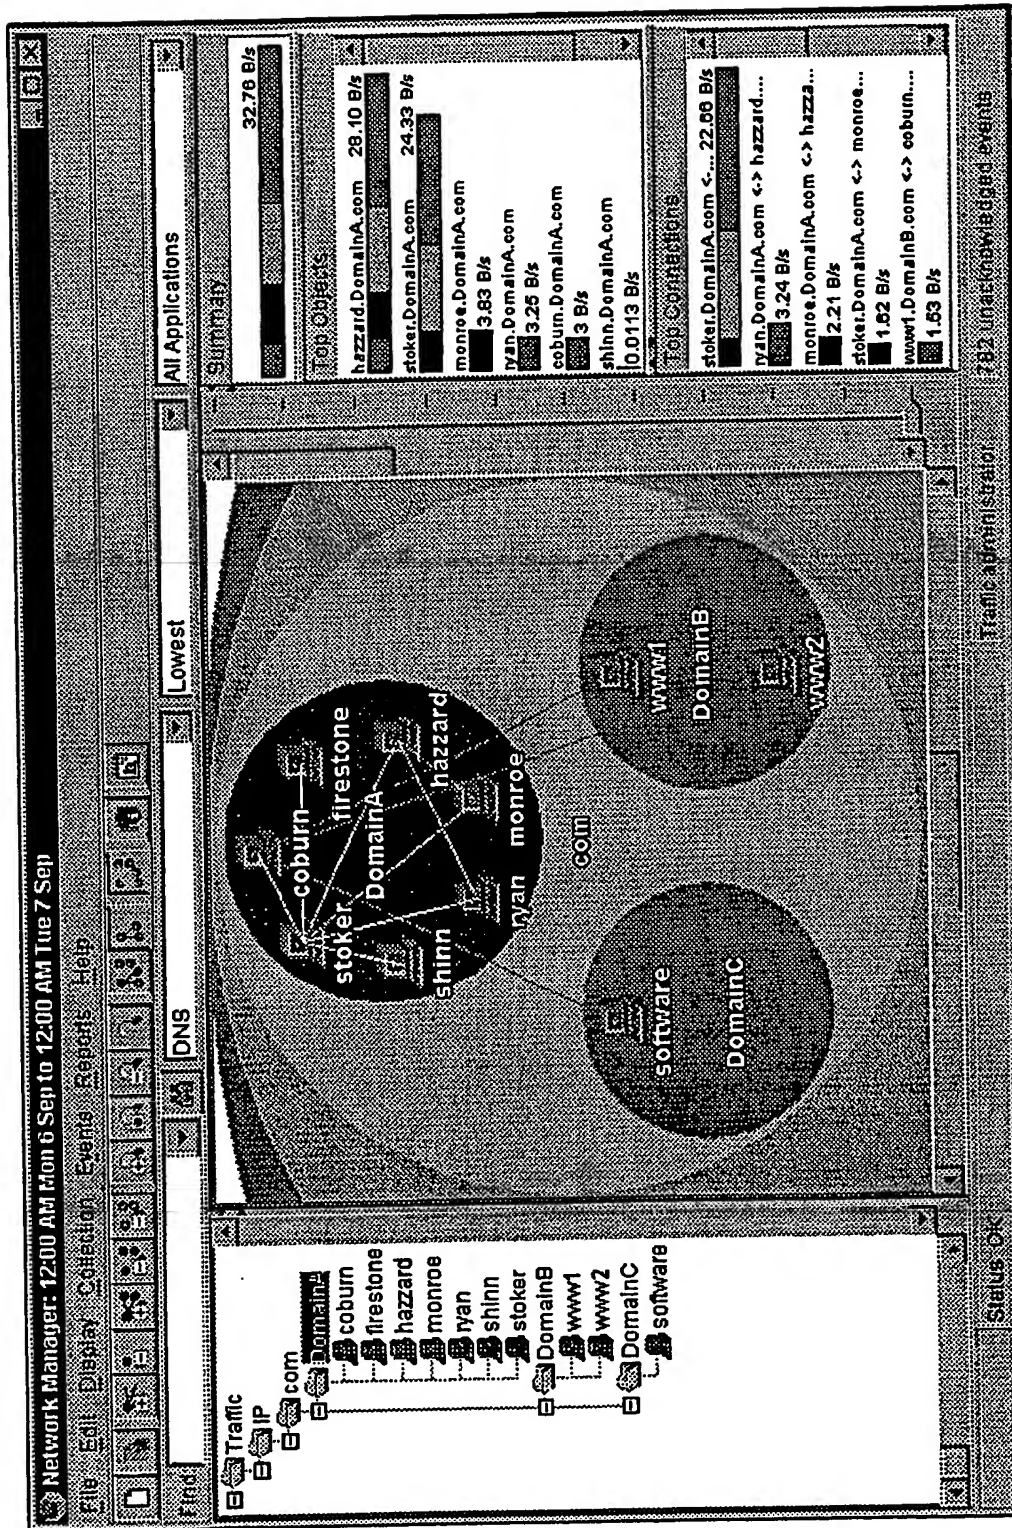 Network Manager: 12:00 AM Mon 6 Sep to 12:00 AM Tue 7 Sep
File Edit Display Collection Events Reports Help
Find:
DNS
Lowest
All Applications
Traffic
IP
com
DomainA
coburn
firestone
hazzard
monroe
ryan
shinn
stoker
DomainB
www1
www2
DomainC
software
coburn
firestone
stoker
DomainA
shinn
hazzard
ryan
monroe
com
software
DomainC
www1
DomainB
www2
Summary
32.76 B/s
Top Ojects
hazzard.DomainA.com 28.10 B/s
stoker.DomainA.com 24.33 B/s
monroe.DomainA.com
3.83 B/s
ryan.DomainA.com
3.25 B/s
coburn.DomainA.com
3 B/s
shinn.DomainA.com
0.0113 B/s
Top Connections
stoker.DomainA.com <-... 22.66 B/s
ryan.DomainA.com <-> hazzard....
3.24 B/s
monroe.DomainA.com <-> hazza...
2.21 B/s
stoker.DomainA.com <-> monroe...
1.62 B/s
www1.DomainB.com <-> coburn...
1.53 B/s
Status: OK
Traffic administrator
782 unacknowledged events